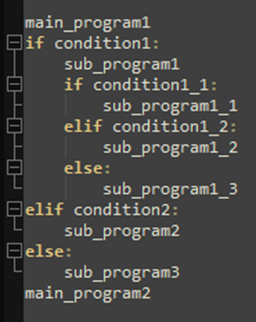 main_program1
if condition1:
    sub_program1
    if condition1_1:
        sub_program1_1
    elif condition1_2:
        sub_program1_2
    else:
        sub_program1_3
elif condition2:
    sub_program2
else:
    sub_program3
main_program2